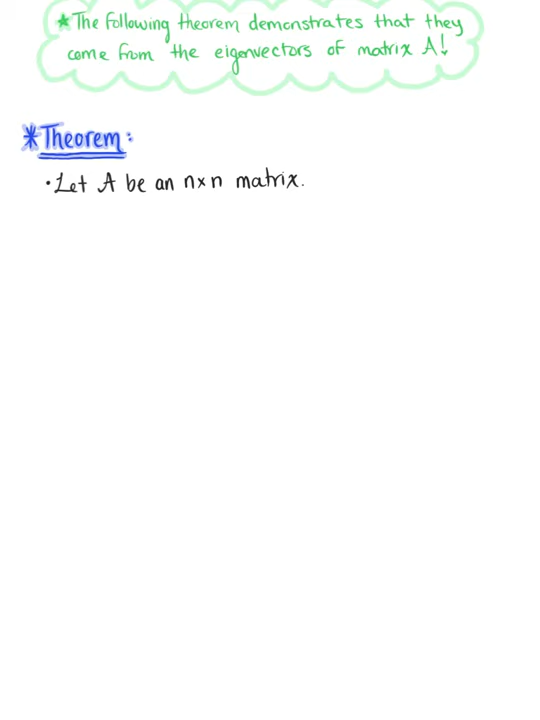 ★ The following theorem demonstrates that they
come from the eigenvectors of matrix A!
*Theorem:
• Let A be an n×n matrix.